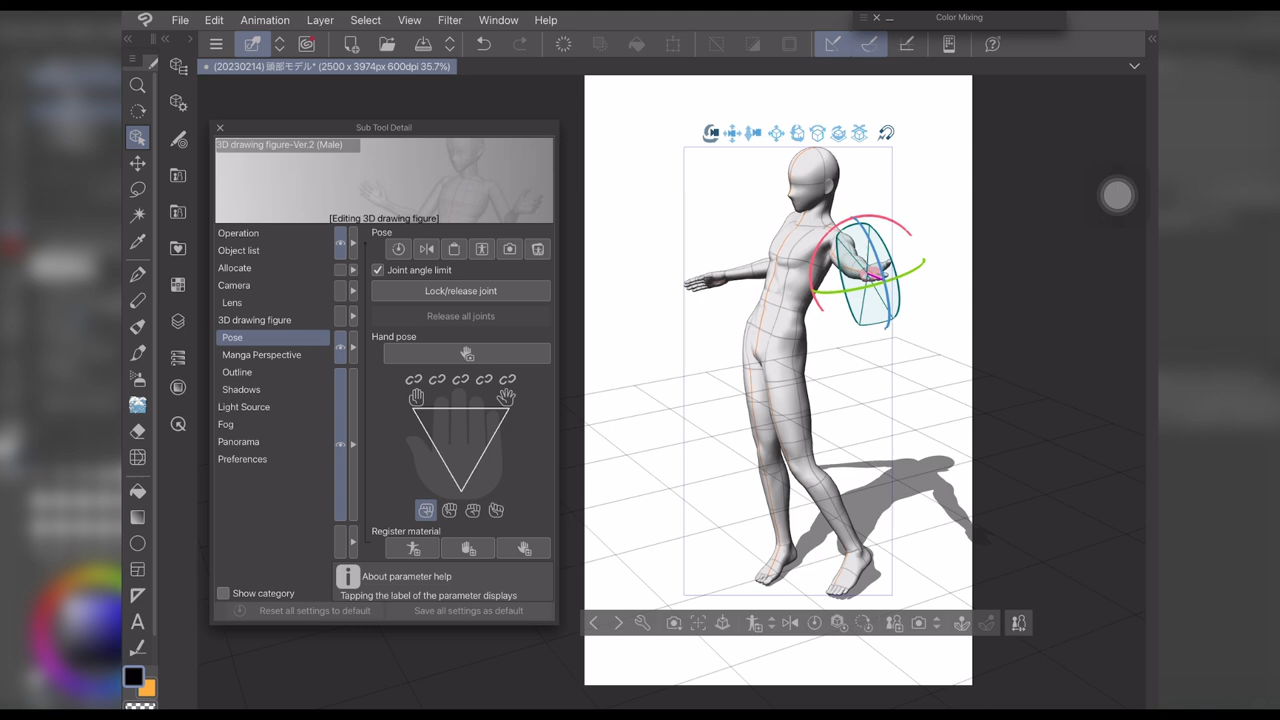 File Edit Animation Layer Select View Filter Window Help
Color Mixing
(20230214) 頭部モデル* (2500 x 3974px 600dpi 35.7%)
Sub Tool Detail
3D drawing figure-Ver.2 (Male)
[Editing 3D drawing figure]
Operation
Object list
Allocate
Camera
Lens
3D drawing figure
Pose
Manga Perspective
Outline
Shadows
Light Source
Fog
Panorama
Preferences
Pose
Joint angle limit
Lock/release joint
Release all joints
Hand pose
Register material
About parameter help
Tapping the label of the parameter displays
Show category
Reset all settings to default
Save all settings as default